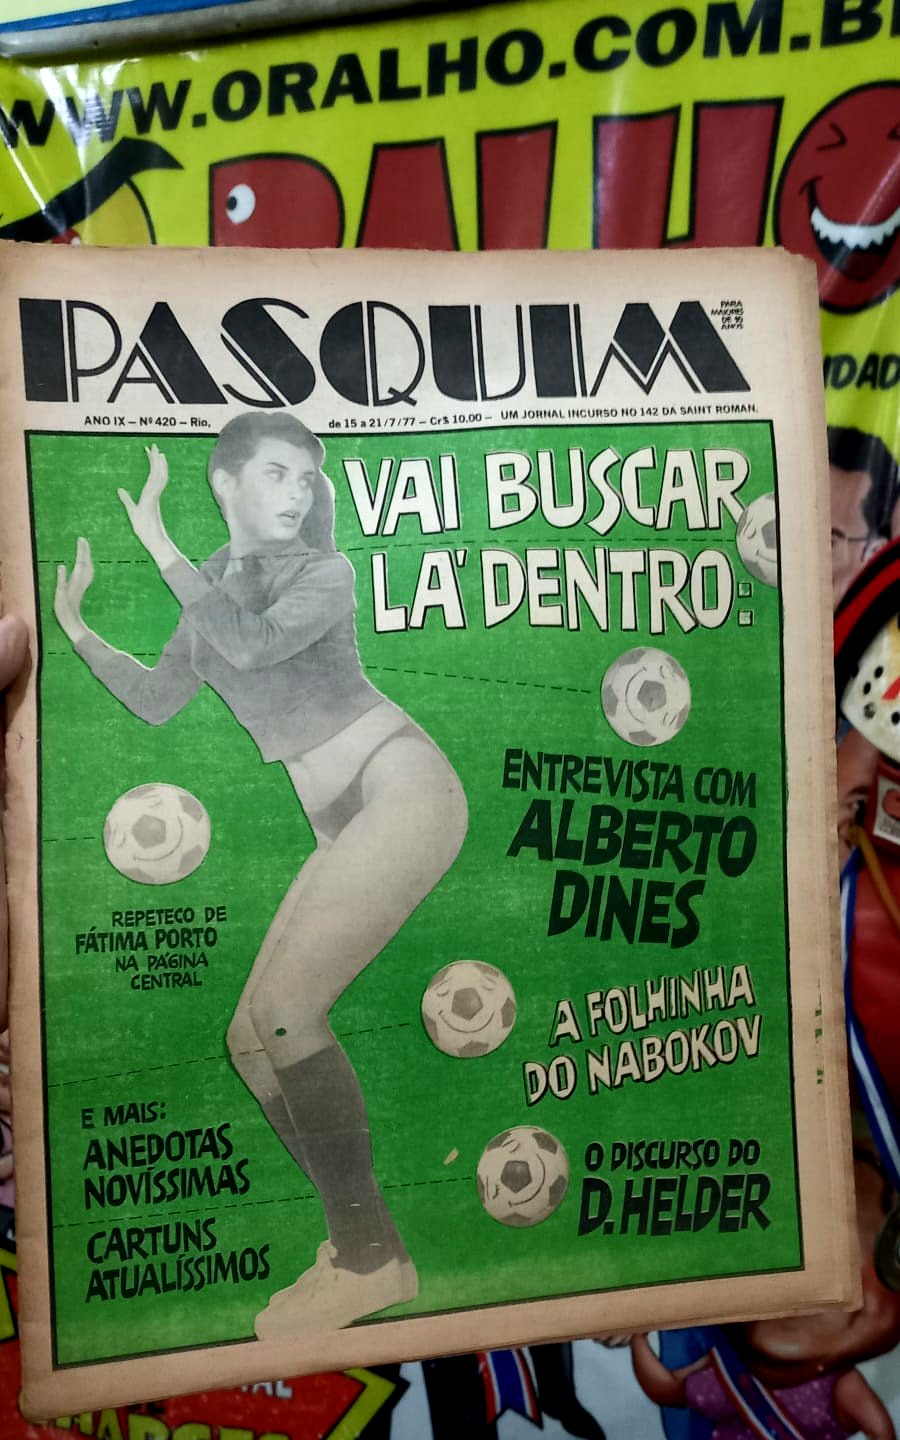 WWW.ORALHO.COM.B
RALHO
PASQUIM
PARA
MAIORES
DE 16
ANOS
ANO IX — Nº 420 — Rio, de 15 a 21/7/77 — Cr$ 10,00 — UM JORNAL INCURSO NO 142 DA SAINT ROMAN.
VAI BUSCAR
LÁ DENTRO:
ENTREVISTA COM
ALBERTO
DINES
REPETECO DE
FÁTIMA PORTO
NA PÁGINA
CENTRAL
A FOLHINHA
DO NABOKOV
E MAIS:
ANEDOTAS
NOVÍSSIMAS
CARTUNS
ATUALÍSSIMOS
O DISCURSO DO
D. HELDER